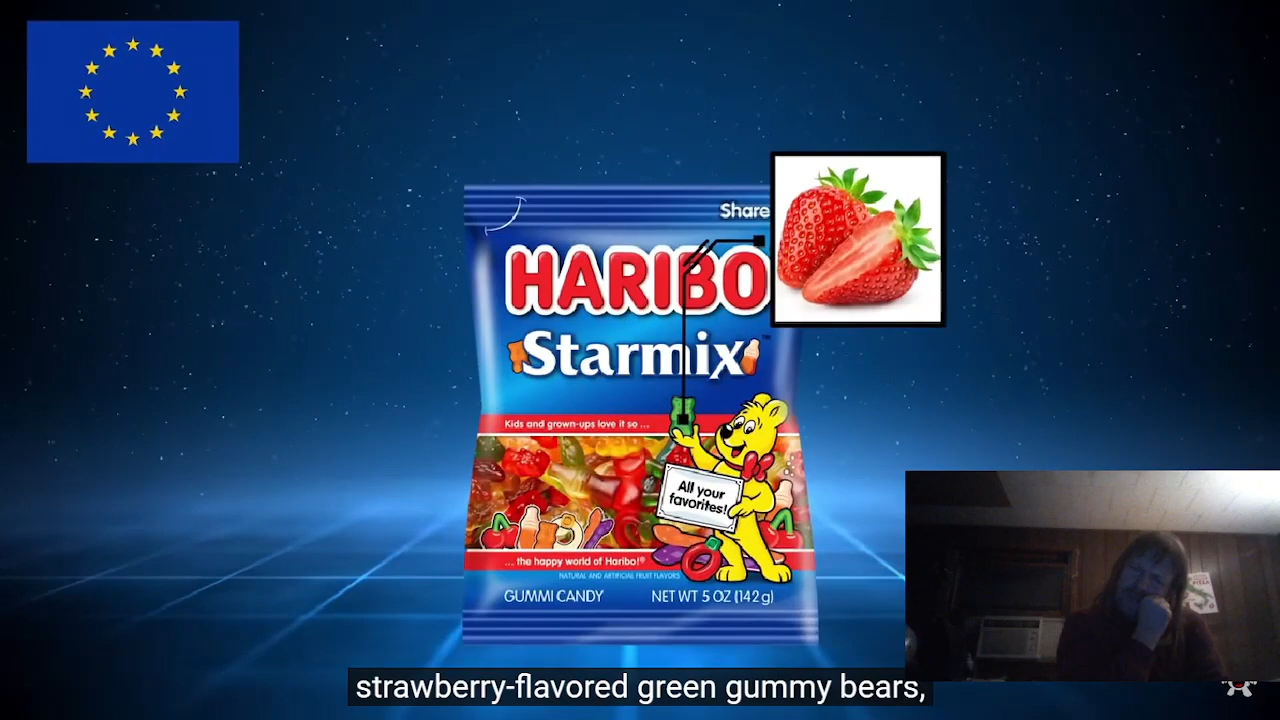 Share
HARIBO
Starmix
Kids and grown-ups love it so ...
All your
favorites!
... the happy world of Haribo!®
NATURAL AND ARTIFICIAL FRUIT FLAVORS
GUMMI CANDY
NET WT 5 OZ (142g)
strawberry-flavored green gummy bears,